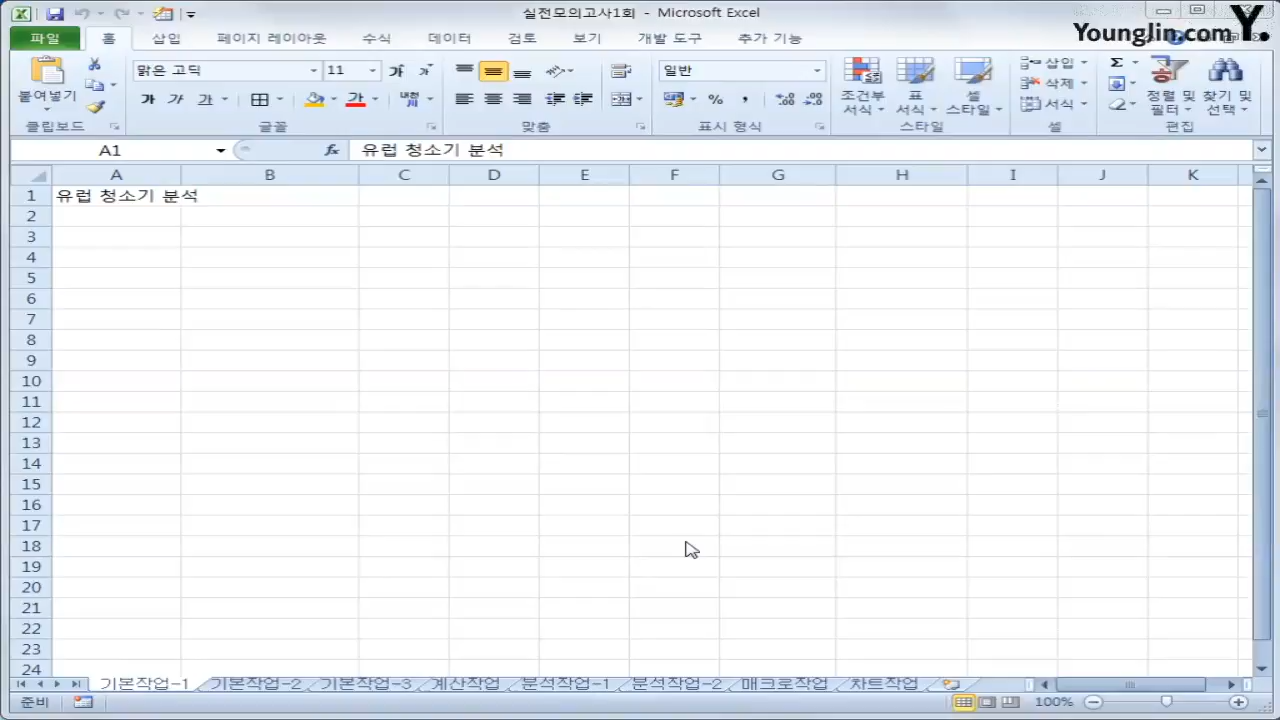 실전모의고사1회 - Microsoft Excel
Younglin.com Y.
파일 홈 삽입 페이지 레이아웃 수식 데이터 검토 보기 개발 도구 추가 기능
붙여넣기
맑은 고딕 11 가 가
가 가 가 내천
일반
% ,
조건부 서식
표 서식
셀 스타일
삽입
삭제
서식
Σ
정렬 및 필터
찾기 및 선택
클립보드 글꼴 맞춤 표시 형식 스타일 셀 편집
A1 fx 유럽 청소기 분석
A B C D E F G H I J K
1 유럽 청소기 분석
2
3
4
5
6
7
8
9
10
11
12
13
14
15
16
17
18
19
20
21
22
23
24
기본작업-1 기본작업-2 기본작업-3 계산작업 분석작업-1 분석작업-2 매크로작업 차트작업
준비 100%